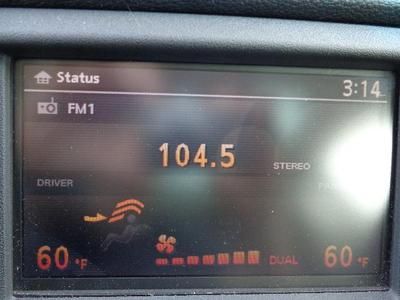 Status 3:14
FM1
104.5
STEREO
DRIVER
60 °F DUAL 60 °F